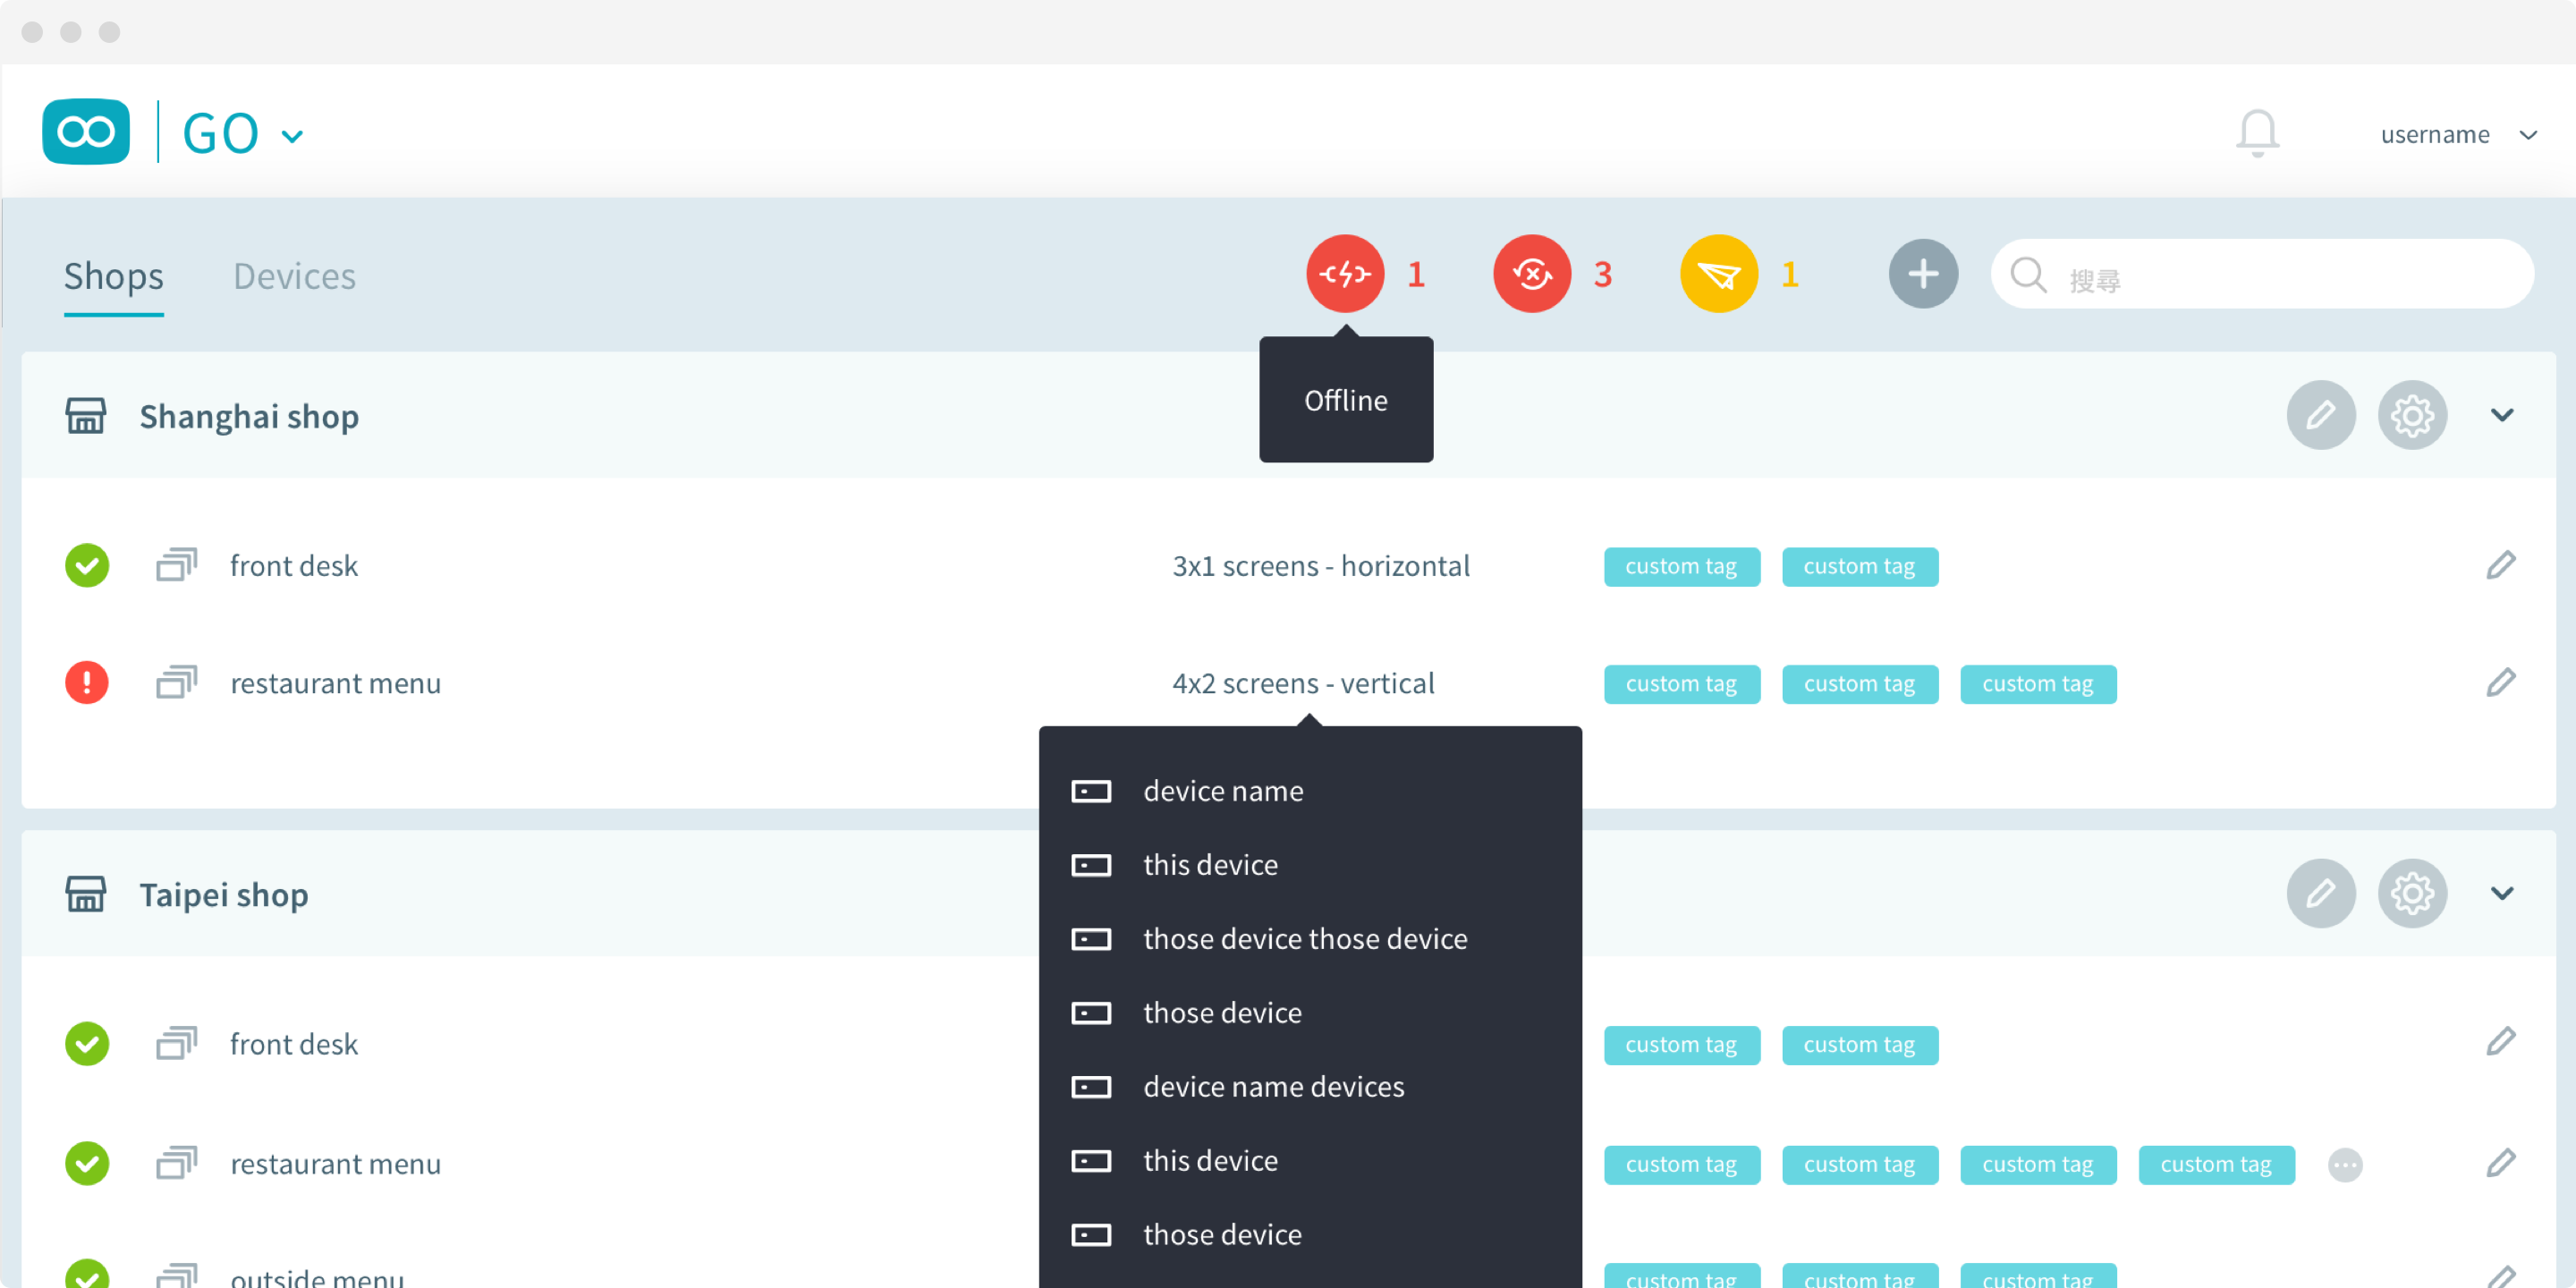 GO
username
Shops Devices 1 3 1 搜尋
Offline
Shanghai shop
front desk 3x1 screens - horizontal custom tag custom tag
restaurant menu 4x2 screens - vertical custom tag custom tag custom tag
device name
this device
Taipei shop
those device those device
those device
front desk custom tag custom tag
device name devices
this device
restaurant menu custom tag custom tag custom tag custom tag
those device
outside menu custom tag custom tag custom tag